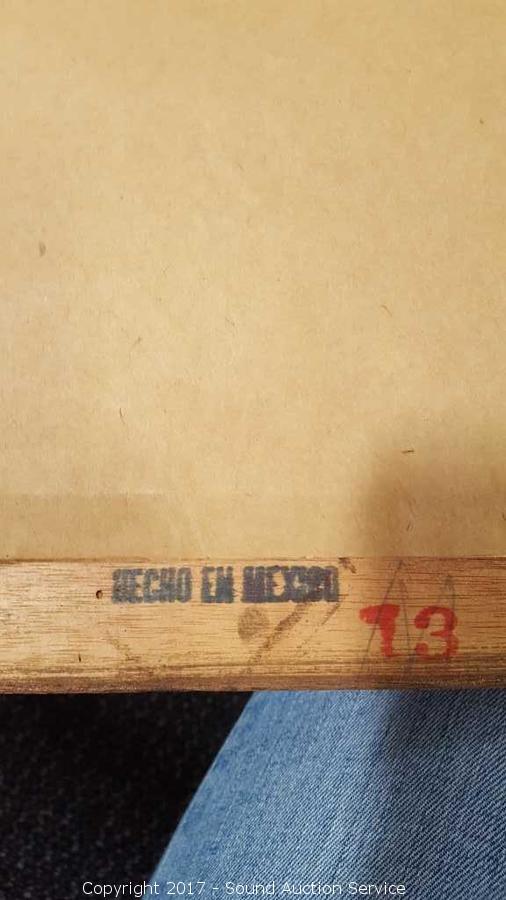 HECHO EN MEXICO
13
Copyright 2017 - Sound Auction Service